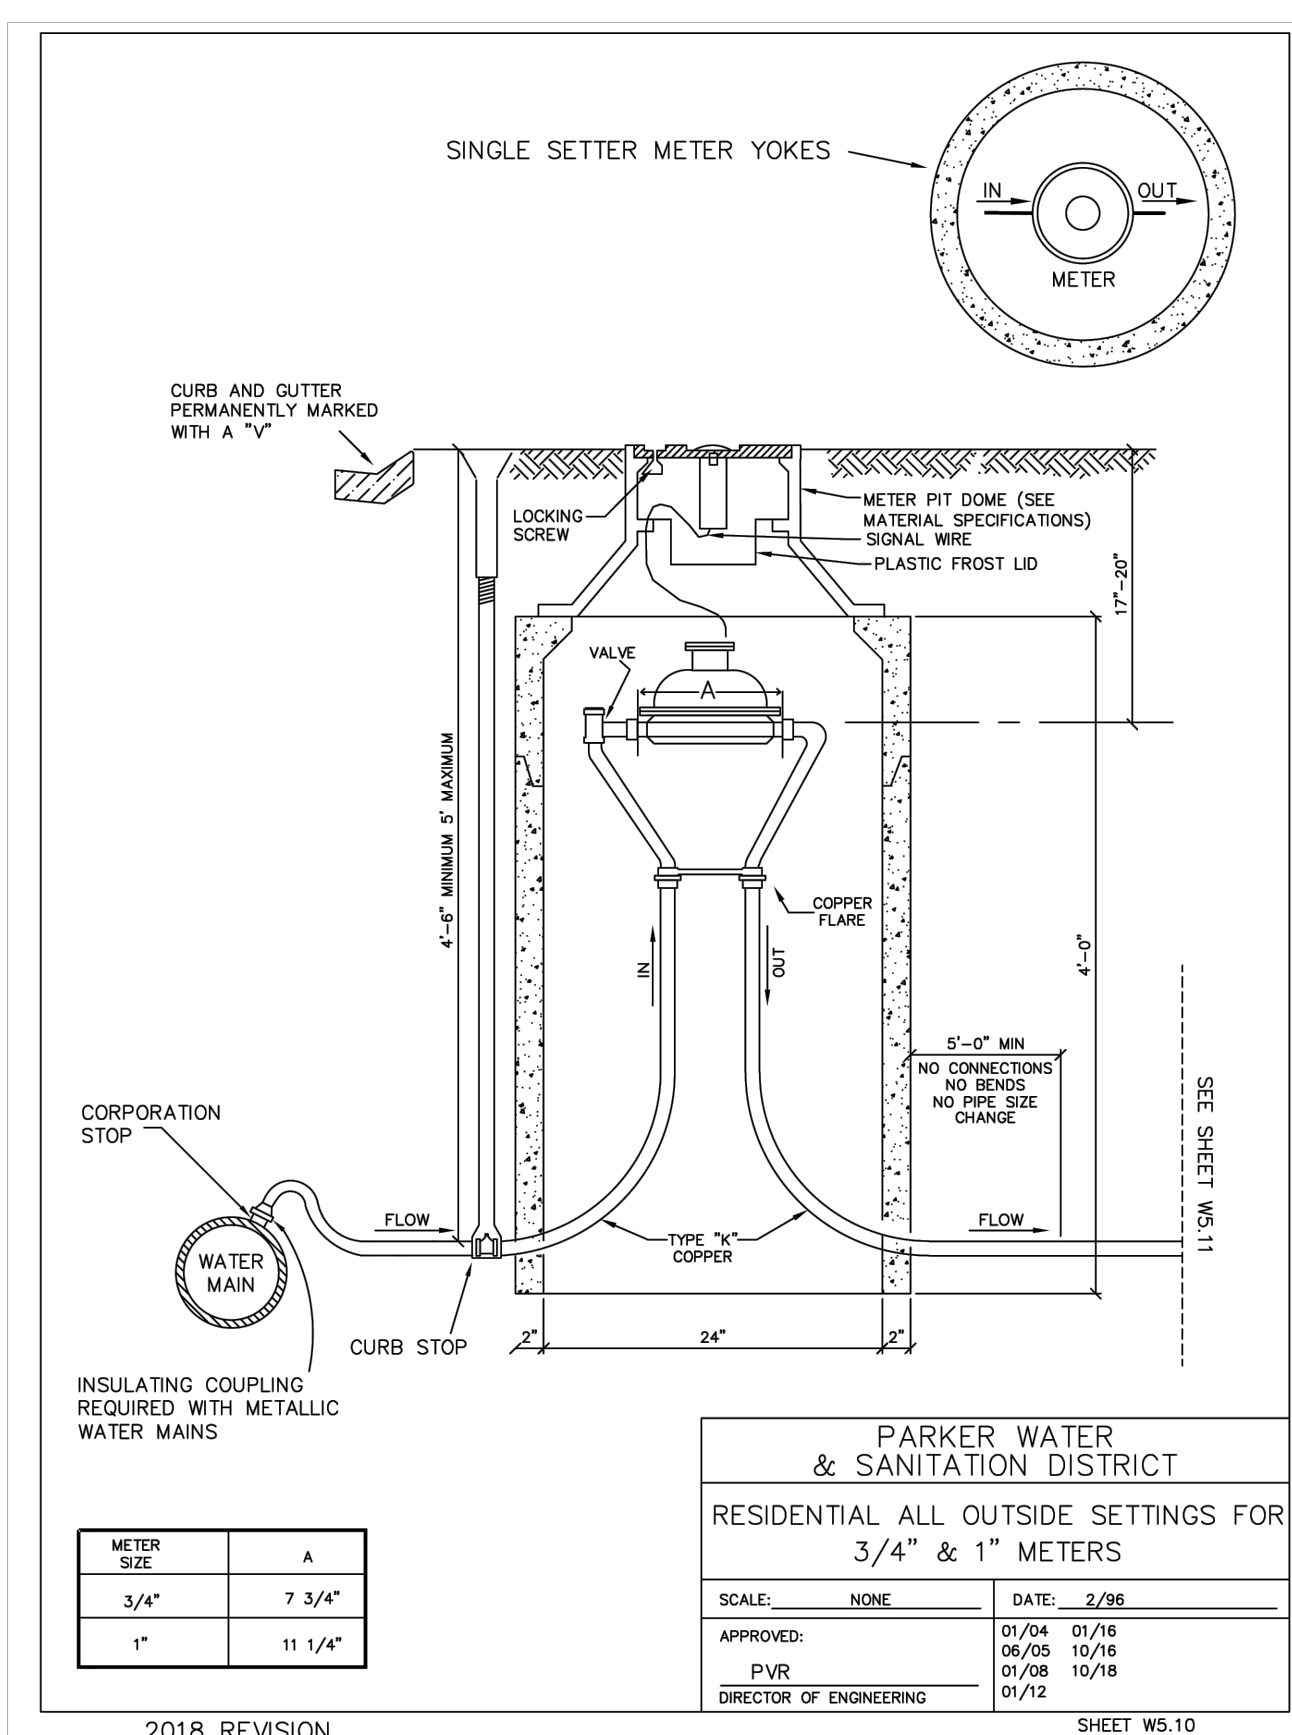 SINGLE SETTER METER YOKES
IN
OUT
METER
CURB AND GUTTER
PERMANENTLY MARKED
WITH A "V"
LOCKING
SCREW
METER PIT DOME (SEE
MATERIAL SPECIFICATIONS)
SIGNAL WIRE
PLASTIC FROST LID
17"-20"
VALVE
A
4'-6" MINIMUM 5' MAXIMUM
COPPER
FLARE
IN
OUT
4'-0"
5'-0" MIN
NO CONNECTIONS
NO BENDS
NO PIPE SIZE
CHANGE
SEE SHEET W5.11
CORPORATION
STOP
FLOW
FLOW
TYPE "K"
COPPER
WATER
MAIN
CURB STOP
2"
24"
2"
INSULATING COUPLING
REQUIRED WITH METALLIC
WATER MAINS
PARKER WATER
& SANITATION DISTRICT
RESIDENTIAL ALL OUTSIDE SETTINGS FOR
3/4" & 1" METERS
SCALE: NONE
DATE: 2/96
APPROVED:
PVR
DIRECTOR OF ENGINEERING
01/04 01/16
06/05 10/16
01/08 10/18
01/12
METER
SIZE
A
3/4" 7 3/4"
1" 11 1/4"
SHEET W5.10
2018 REVISION